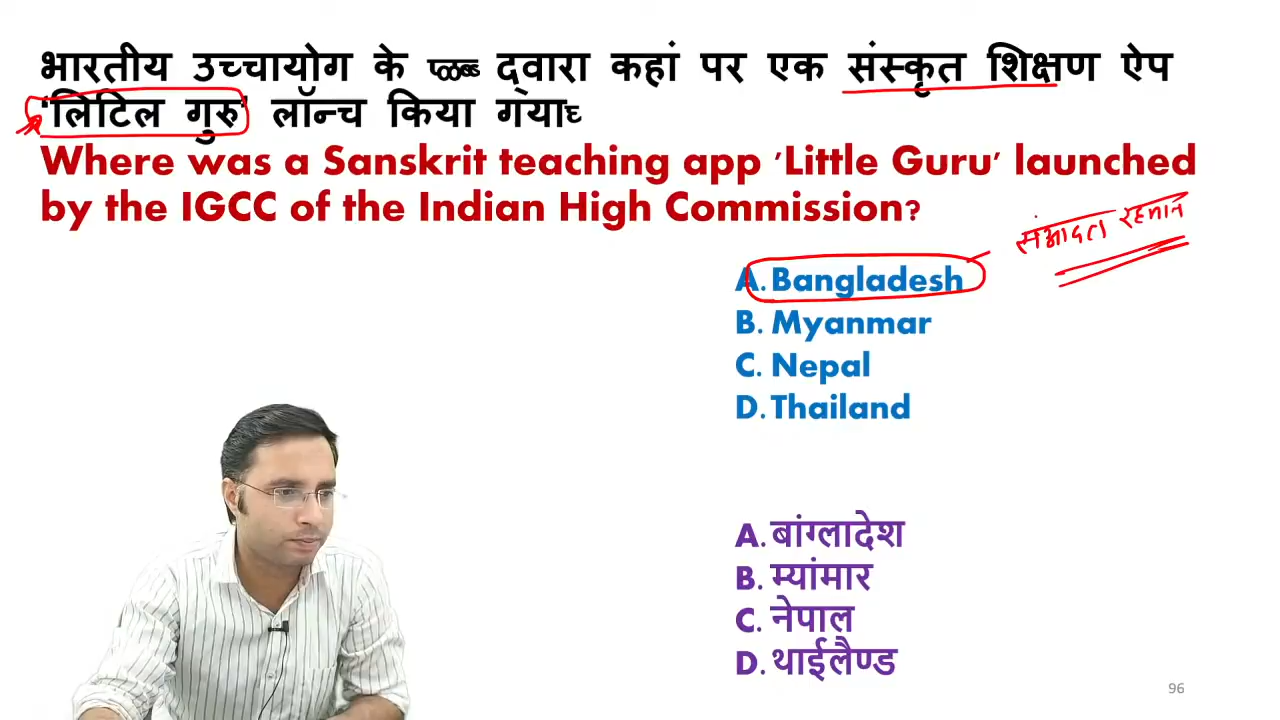 भारतीय उच्चायोग के द्वारा कहां पर एक संस्कृत शिक्षण ऐप
'लिटिल गुरु' लॉन्च किया गया
Where was a Sanskrit teaching app 'Little Guru' launched
by the IGCC of the Indian High Commission?
रहमान
A. Bangladesh
B. Myanmar
C. Nepal
D. Thailand
A. बांग्लादेश
B. म्यांमार
C. नेपाल
D. थाईलैण्ड
96